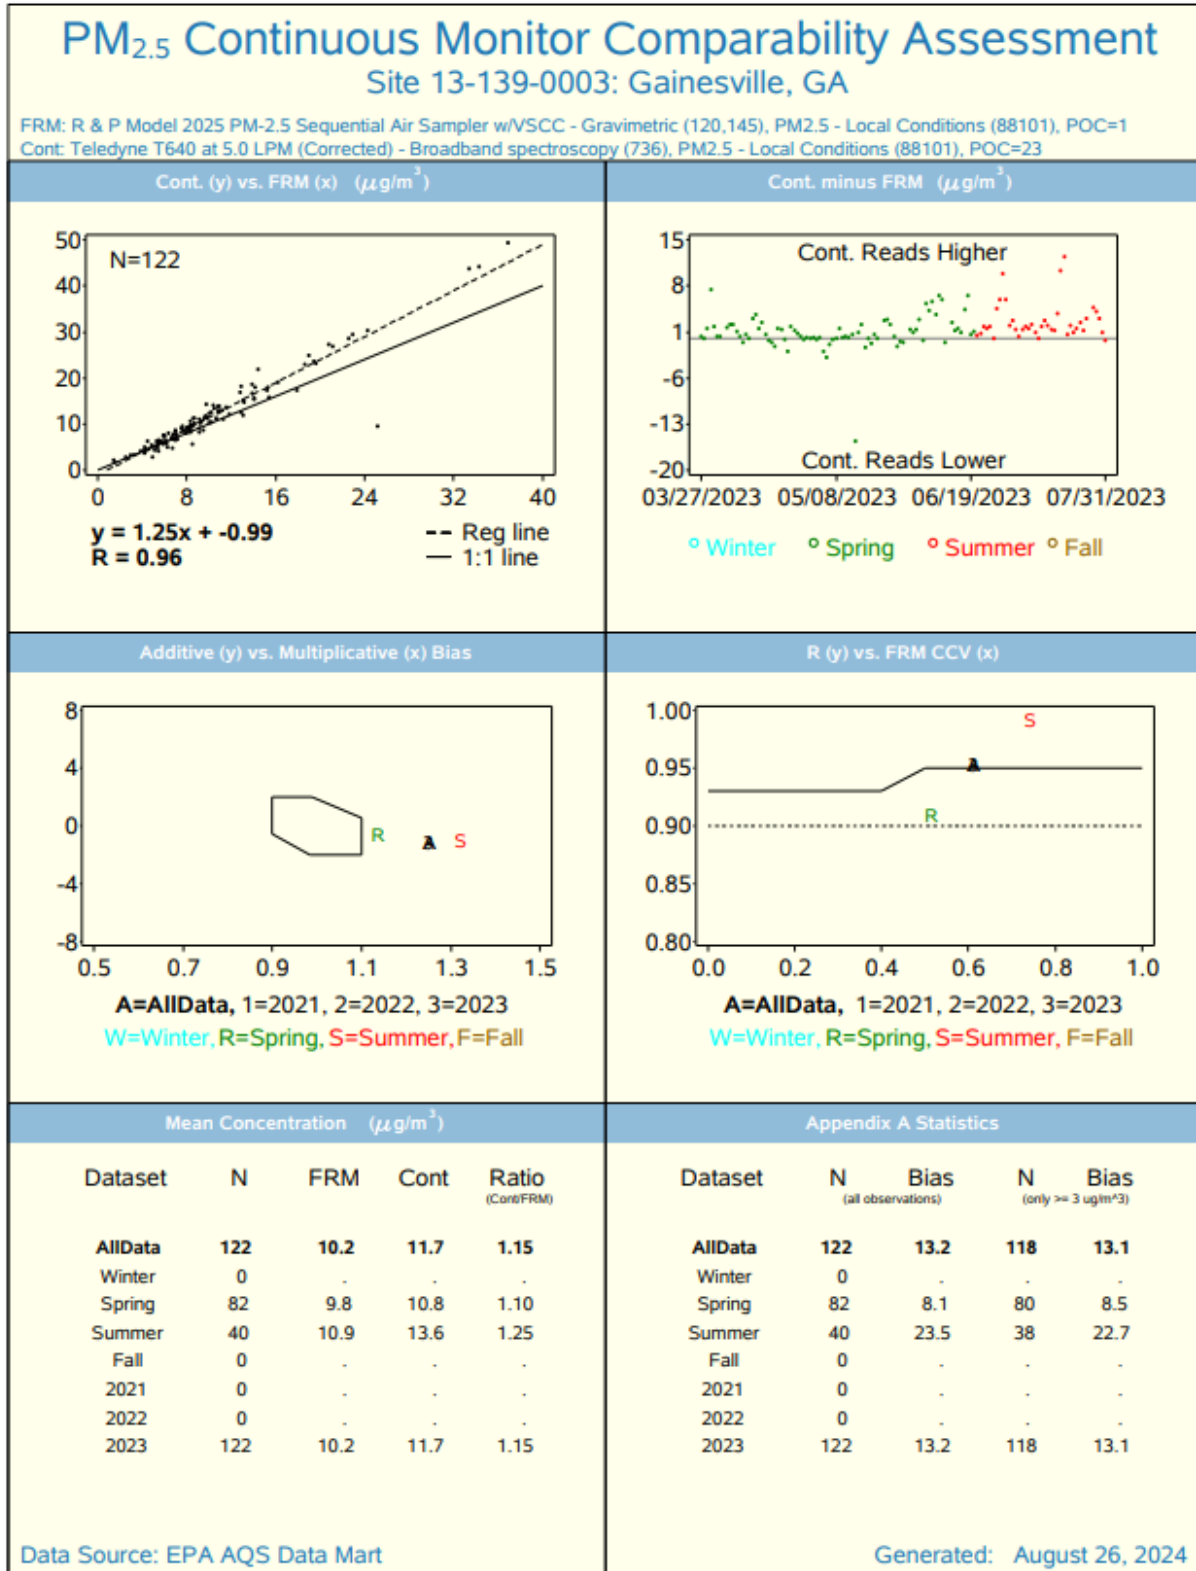 PM2.5 Continuous Monitor Comparability Assessment
Site 13-139-0003: Gainesville, GA
FRM: R & P Model 2025 PM-2.5 Sequential Air Sampler w/VSCC - Gravimetric (120,145), PM2.5 - Local Conditions (88101), POC=1
Cont: Teledyne T640 at 5.0 LPM (Corrected) - Broadband spectroscopy (736), PM2.5 - Local Conditions (88101), POC=23
Cont. (y) vs. FRM (x) (μg/m³)
50
40
30
20
10
0
N=122
0 8 16 24 32 40
y = 1.25x + -0.99
R = 0.96
Reg line
1:1 line
Cont. minus FRM (μg/m³)
15
8
1
-6
-13
-20
Cont. Reads Higher
Cont. Reads Lower
03/27/2023 05/08/2023 06/19/2023 07/31/2023
Winter Spring Summer Fall
Additive (y) vs. Multiplicative (x) Bias
8
4
0
-4
-8
R A S
0.5 0.7 0.9 1.1 1.3 1.5
A=AllData, 1=2021, 2=2022, 3=2023
W=Winter, R=Spring, S=Summer, F=Fall
R (y) vs. FRM CCV (x)
1.00
0.95
0.90
0.85
0.80
S
A
R
0.0 0.2 0.4 0.6 0.8 1.0
A=AllData, 1=2021, 2=2022, 3=2023
W=Winter, R=Spring, S=Summer, F=Fall
Mean Concentration (μg/m³)
Dataset N FRM Cont Ratio
(Cont/FRM)
AllData 122 10.2 11.7 1.15
Winter 0 . . .
Spring 82 9.8 10.8 1.10
Summer 40 10.9 13.6 1.25
Fall 0 . . .
2021 0 . . .
2022 0 . . .
2023 122 10.2 11.7 1.15
Appendix A Statistics
Dataset N Bias N Bias
(all observations) (only >= 3 ug/m^3)
AllData 122 13.2 118 13.1
Winter 0 . . .
Spring 82 8.1 80 8.5
Summer 40 23.5 38 22.7
Fall 0 . . .
2021 0 . . .
2022 0 . . .
2023 122 13.2 118 13.1
Data Source: EPA AQS Data Mart
Generated: August 26, 2024